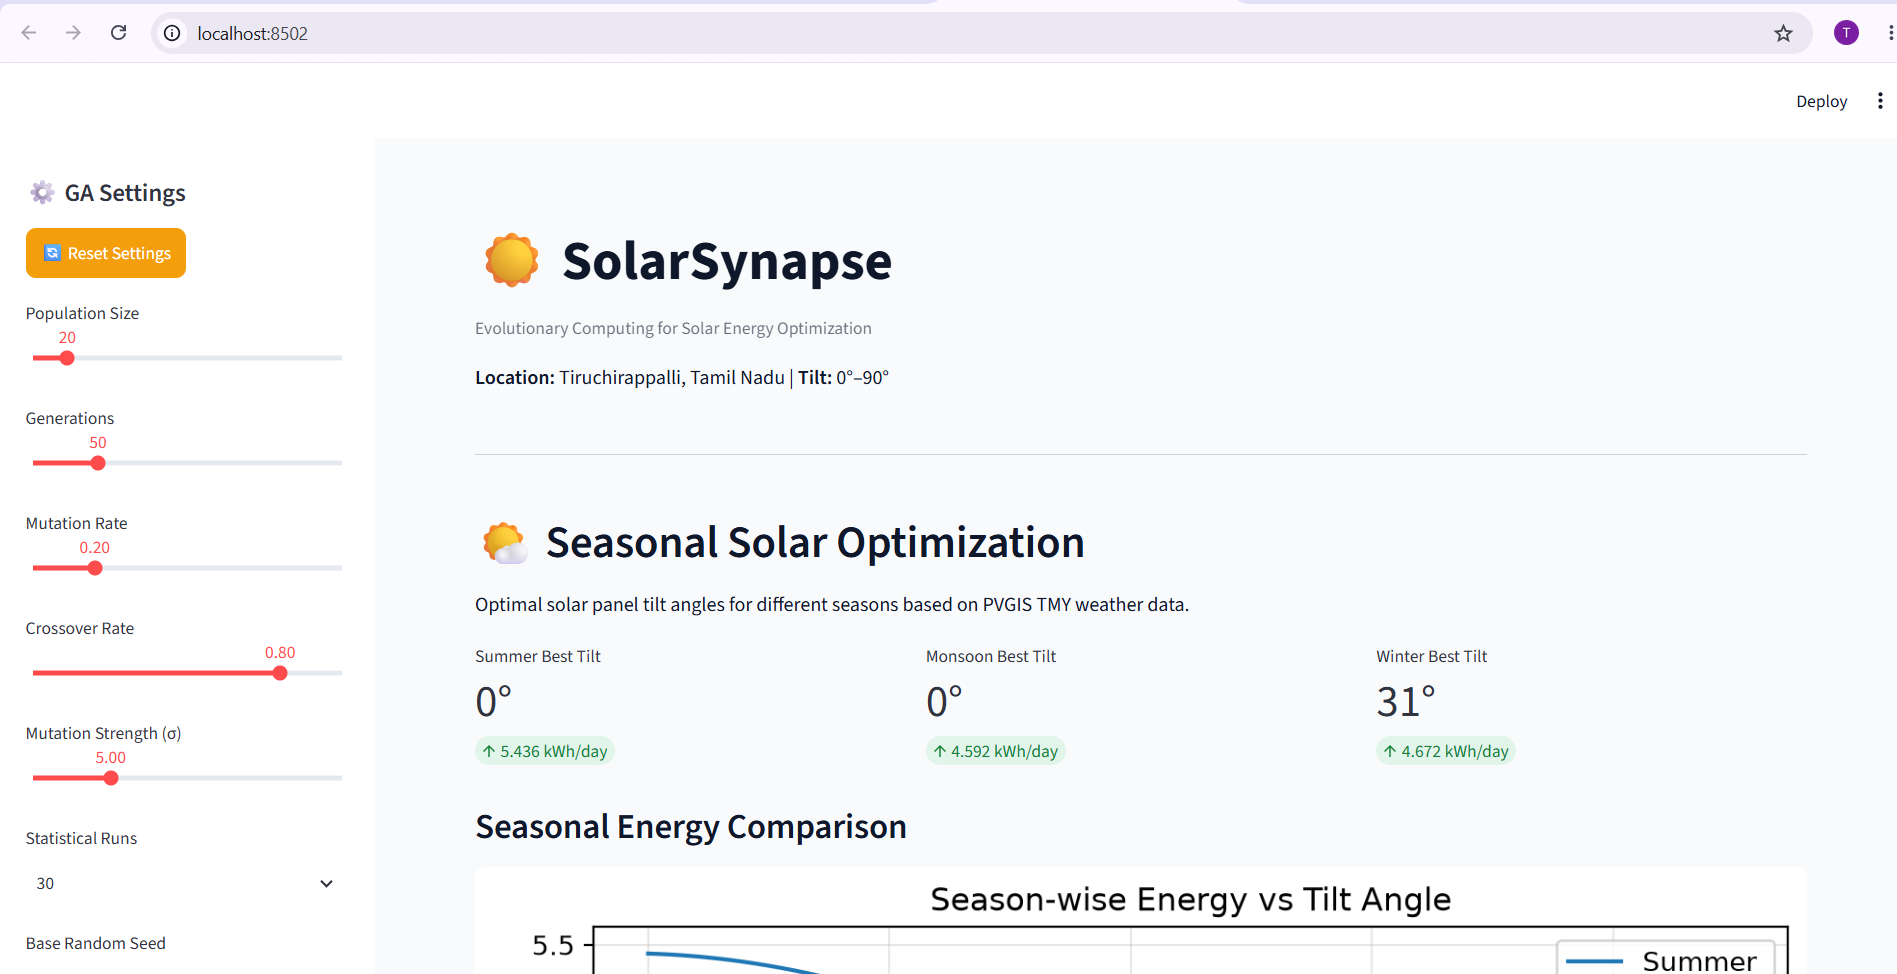 localhost:8502
T
Deploy
GA Settings
Reset Settings
Population Size
20
Generations
50
Mutation Rate
0.20
Crossover Rate
0.80
Mutation Strength (σ)
5.00
Statistical Runs
30
Base Random Seed
SolarSynapse
Evolutionary Computing for Solar Energy Optimization
Location: Tiruchirappalli, Tamil Nadu | Tilt: 0°–90°
Seasonal Solar Optimization
Optimal solar panel tilt angles for different seasons based on PVGIS TMY weather data.
Summer Best Tilt
0°
↑ 5.436 kWh/day
Monsoon Best Tilt
0°
↑ 4.592 kWh/day
Winter Best Tilt
31°
↑ 4.672 kWh/day
Seasonal Energy Comparison
Season-wise Energy vs Tilt Angle
5.5
Summer